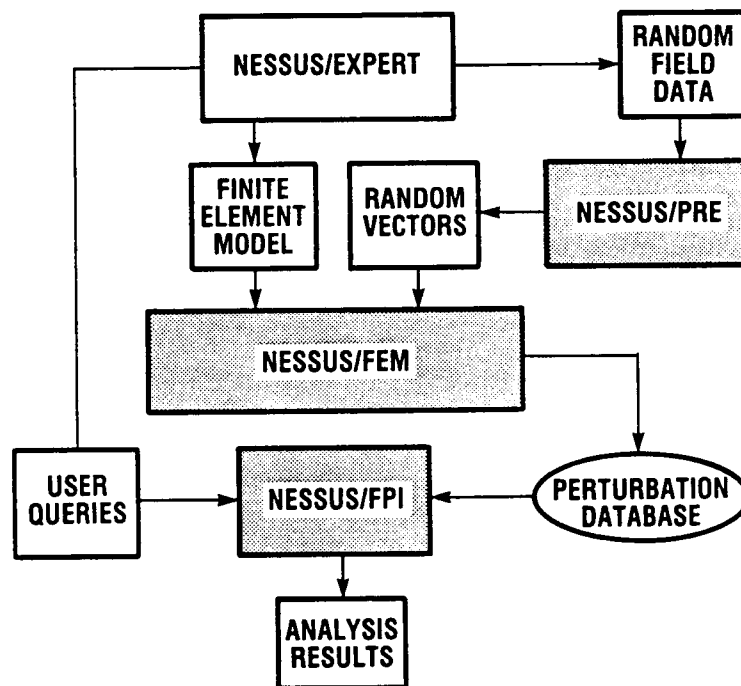 NESSUS/EXPERT
RANDOM
FIELD
DATA
FINITE
ELEMENT
MODEL
RANDOM
VECTORS
NESSUS/PRE
NESSUS/FEM
USER
QUERIES
NESSUS/FPI
PERTURBATION
DATABASE
ANALYSIS
RESULTS